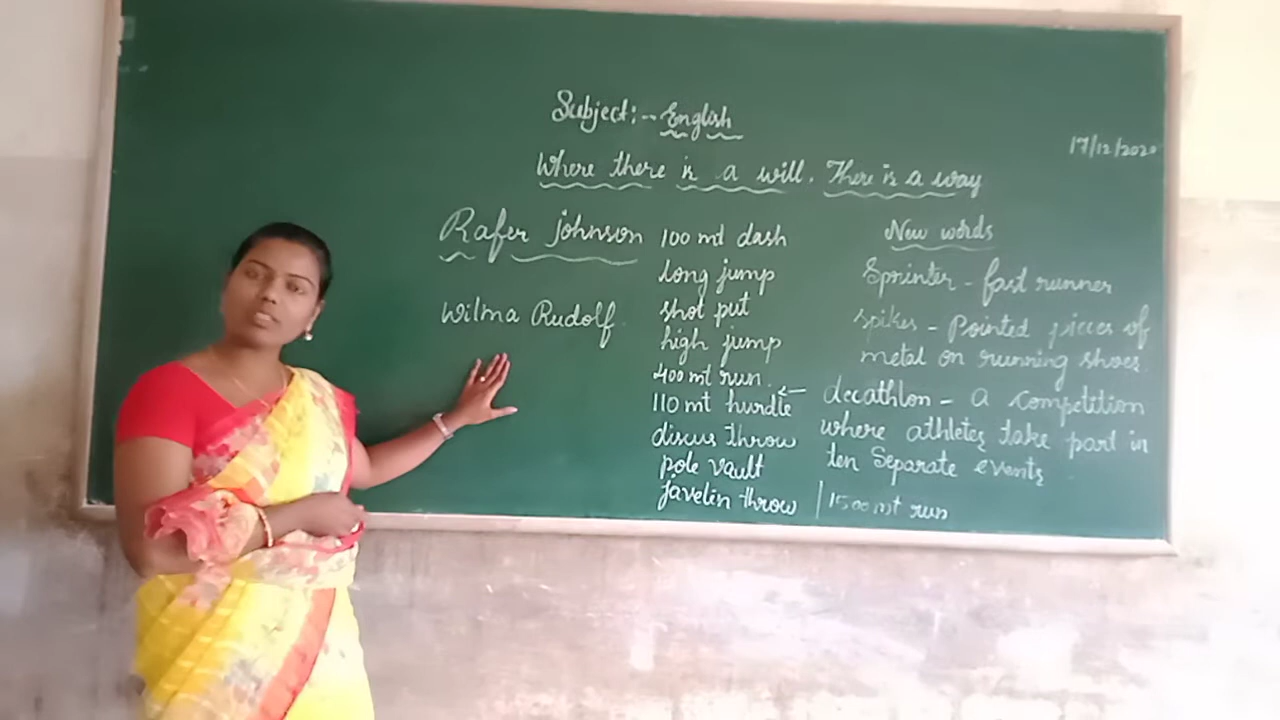 Subject:- English
17/12/2020
Where there is a will, There is a way
Rafer johnson
Wilma Rudolf
100 mt dash
long jump
shot put
high jump
400 mt run.
110 mt hurdle
discus throw
pole vault
javelin throw
1500 mt run
New words
Sprinter - fast runner
spikes - Pointed pieces of
metal on running shoes.
← decathlon - a competition
where athletes take part in
ten Separate events